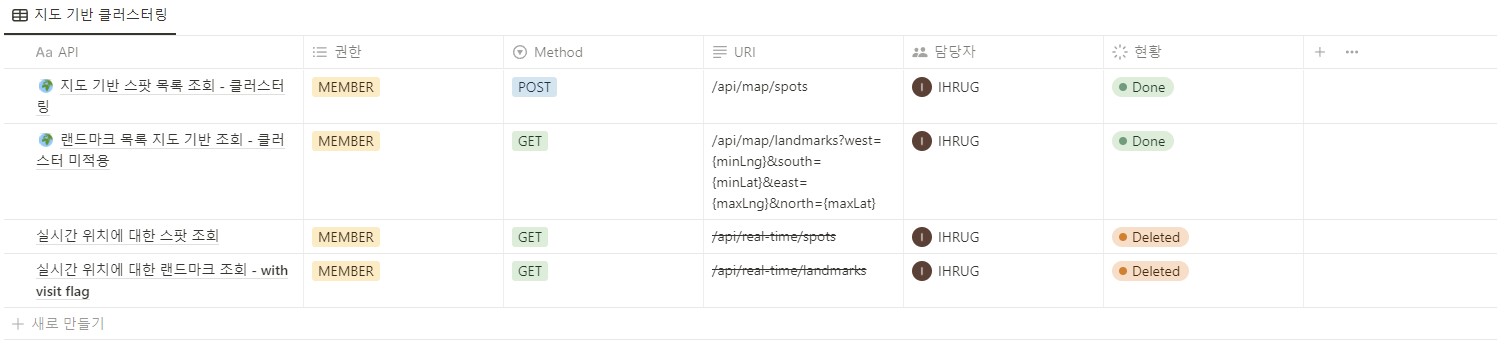 지도 기반 클러스터링
Aa API 권한 Method URI 담당자 현황
지도 기반 스팟 목록 조회 - 클러스터
링
MEMBER
POST
/api/map/spots
I IHRUG
Done
랜드마크 목록 지도 기반 조회 - 클러
스터 미적용
MEMBER
GET
/api/map/landmarks?west=
{minLng}&south=
{minLat}&east=
{maxLng}&north={maxLat}
I IHRUG
Done
실시간 위치에 대한 스팟 조회
MEMBER
GET
/api/real-time/spots
I IHRUG
Deleted
실시간 위치에 대한 랜드마크 조회 - with
visit flag
MEMBER
GET
/api/real-time/landmarks
I IHRUG
Deleted
새로 만들기